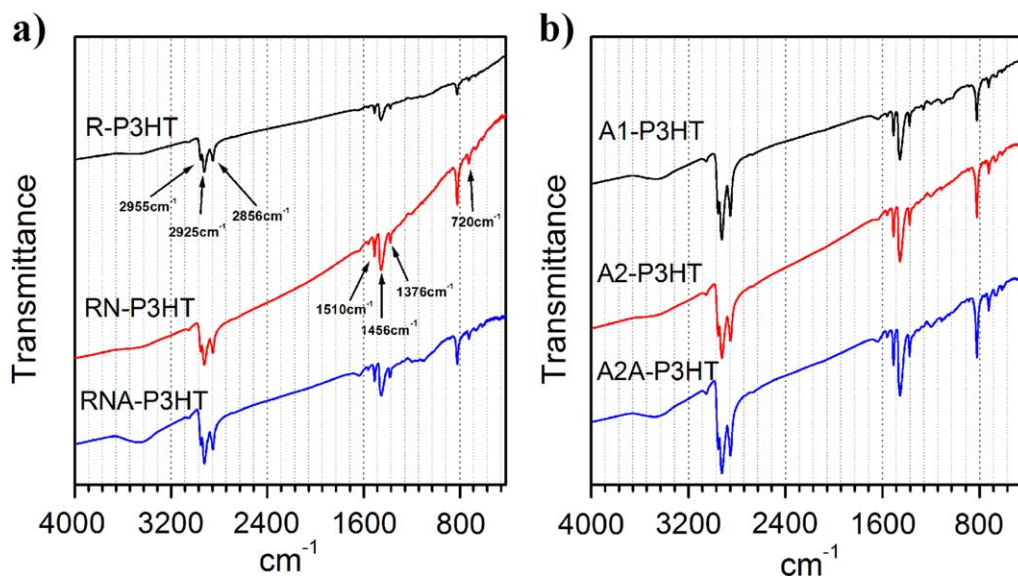 a)
Transmittance
R-P3HT
2955cm-1
2925cm-1
2856cm-1
720cm-1
RN-P3HT
1510cm-1
1456cm-1
1376cm-1
RNA-P3HT
4000 3200 2400 1600 800
cm-1
b)
Transmittance
A1-P3HT
A2-P3HT
A2A-P3HT
4000 3200 2400 1600 800
cm-1